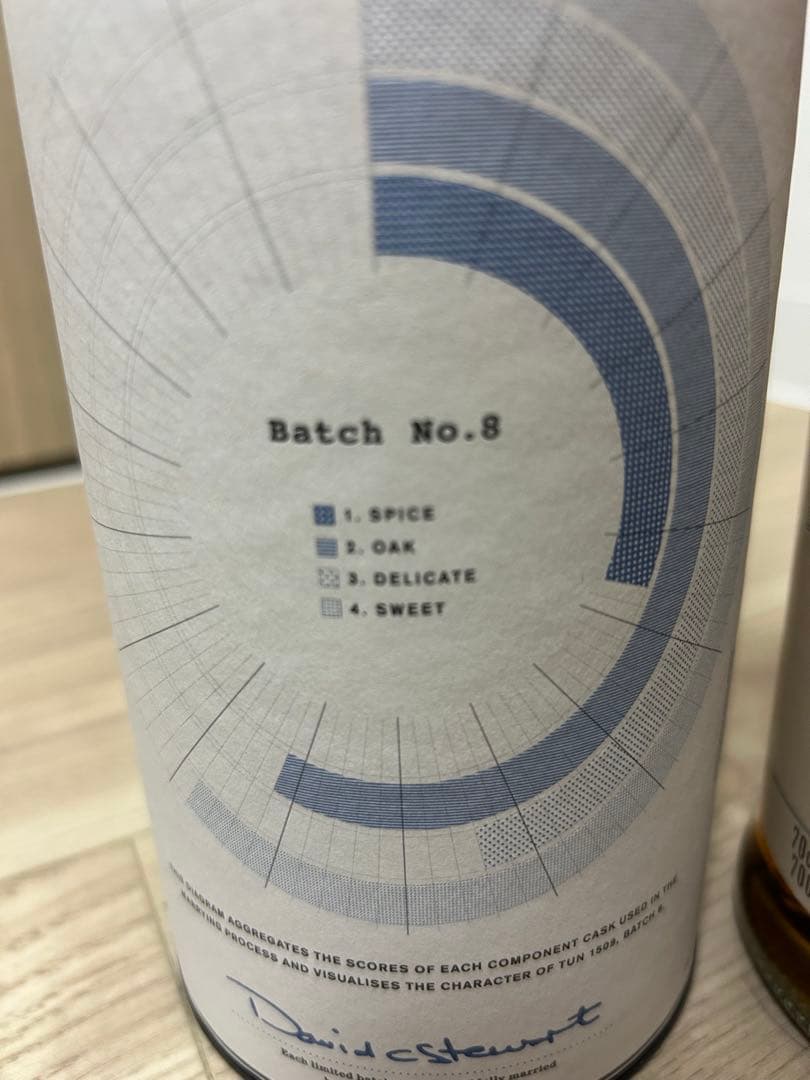 Batch No.8
1. SPICE
2. OAK
3. DELICATE
4. SWEET
THIS DIAGRAM AGGREGATES THE SCORES OF EACH COMPONENT CASK USED IN THE
MARRYING PROCESS AND VISUALISES THE CHARACTER OF TUN 1509, BATCH 8.
David C Stewart
Each limited married